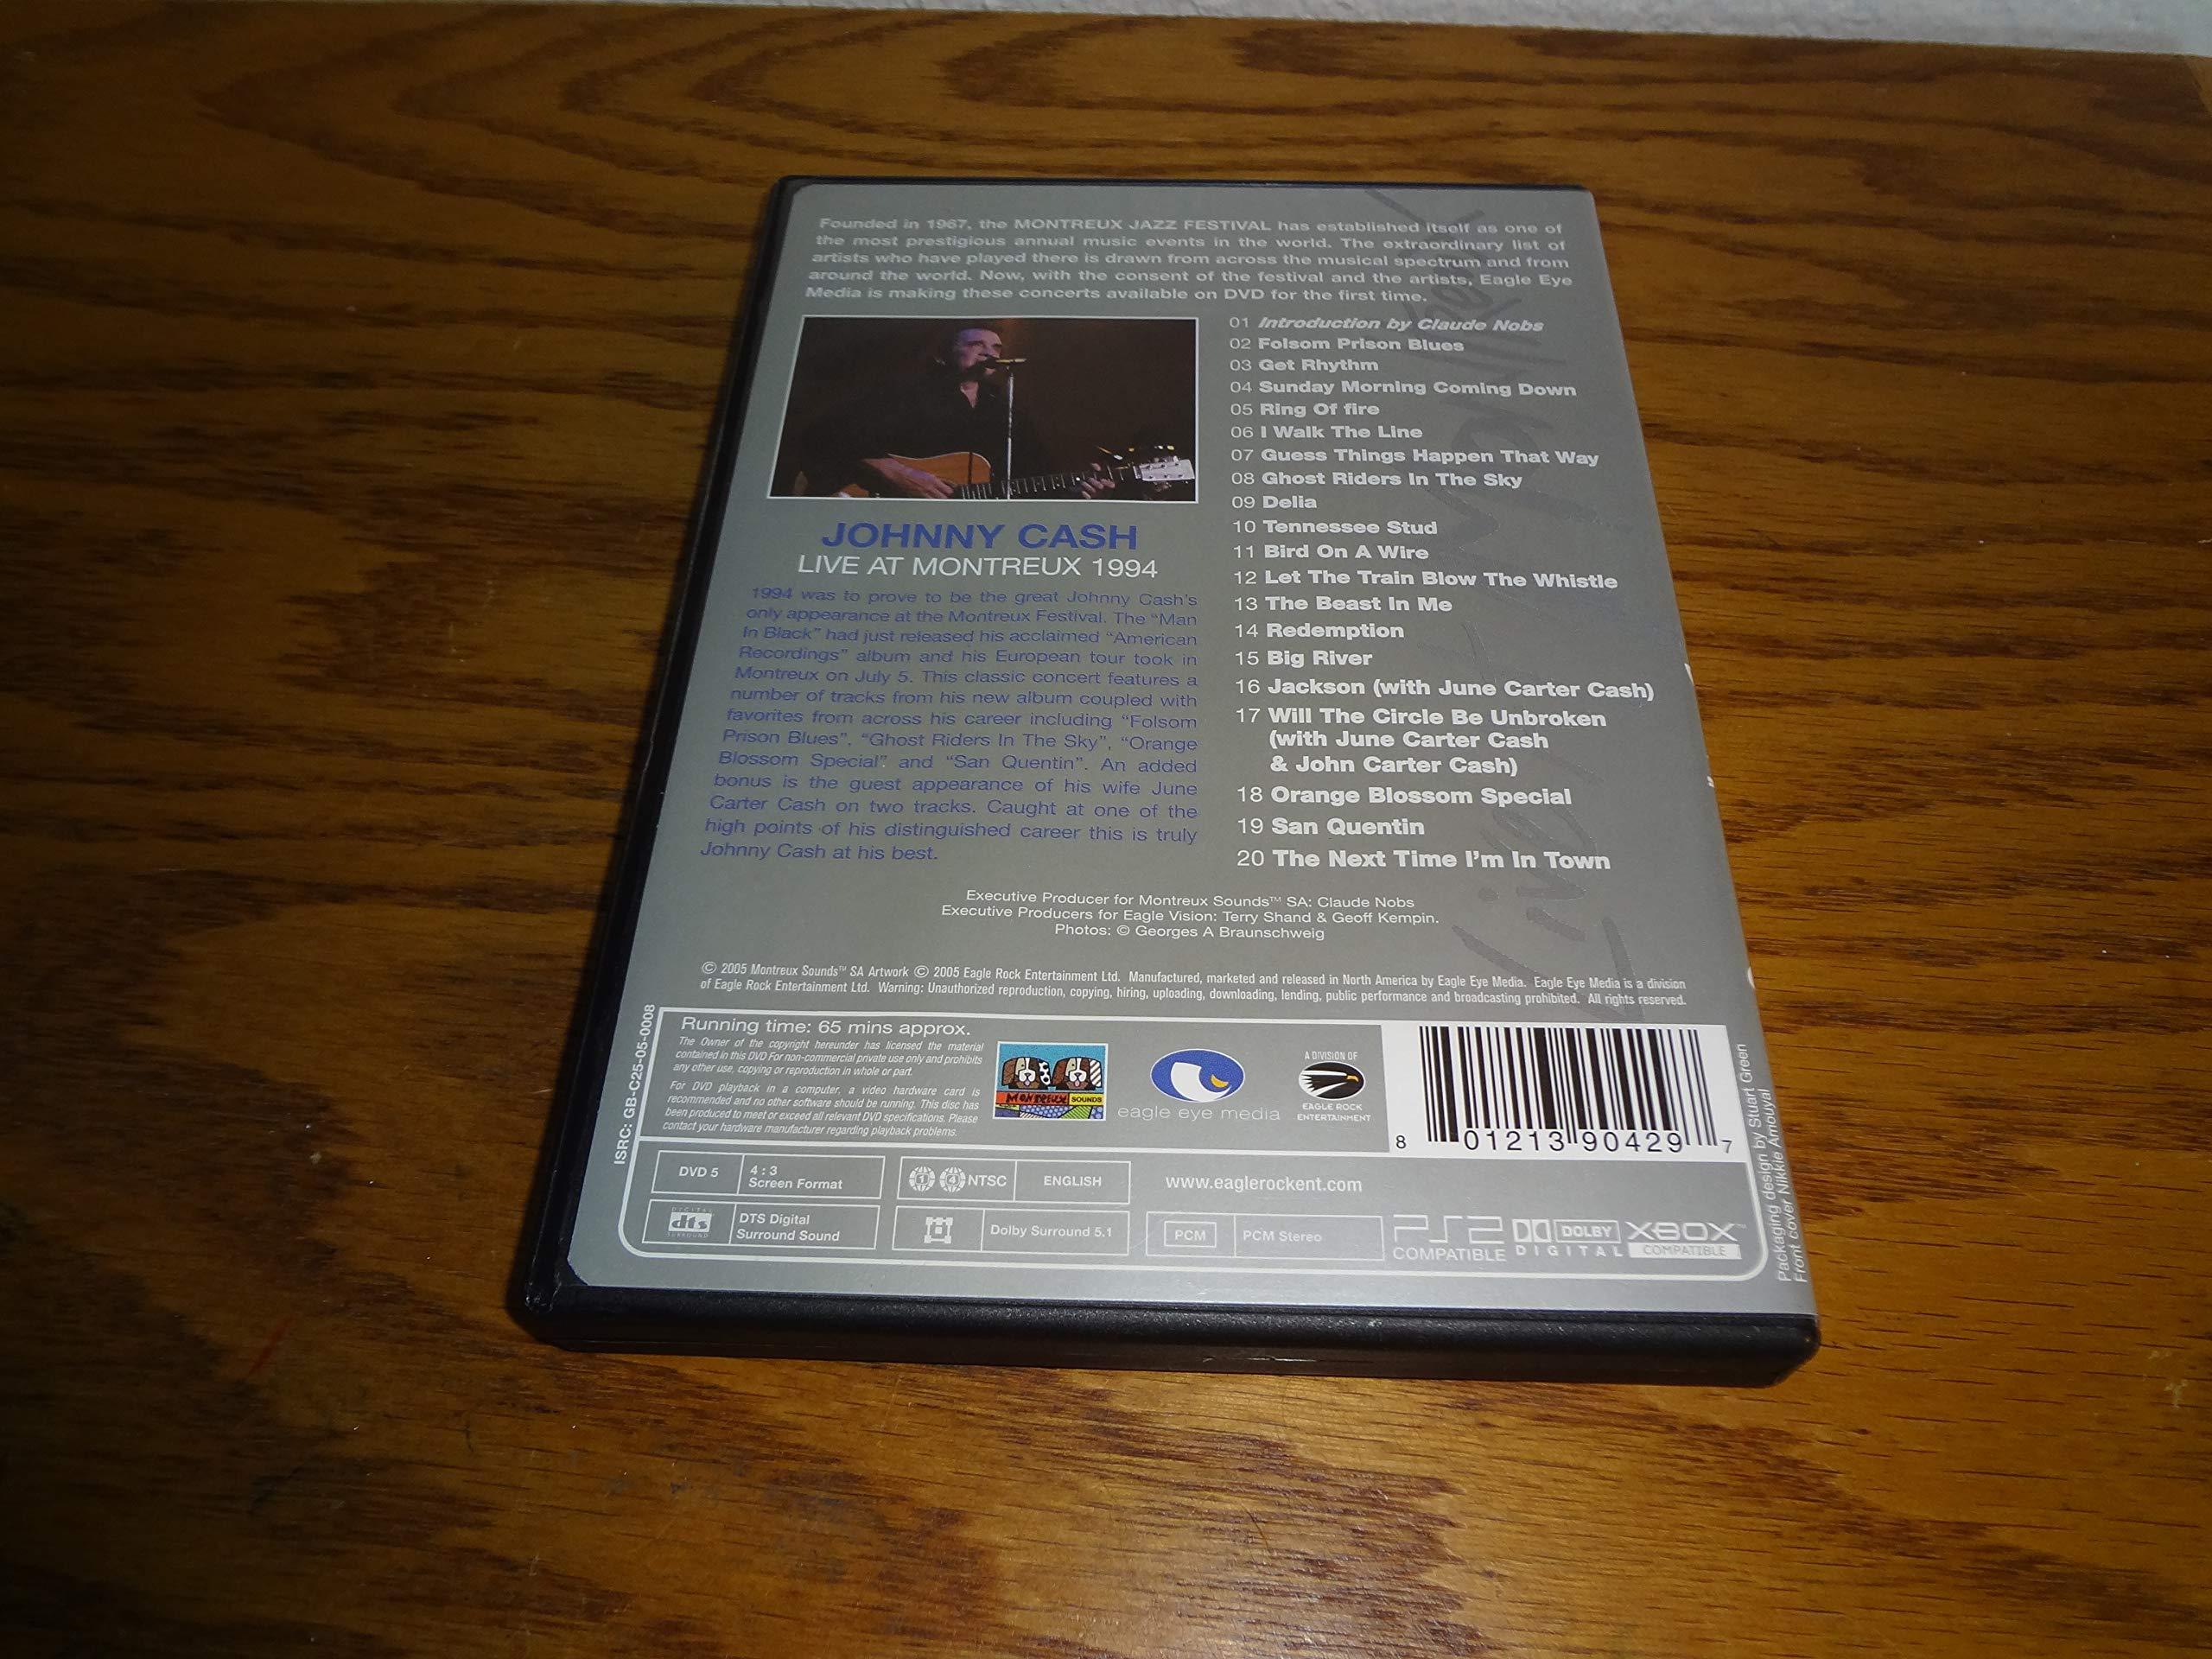 Founded in 1967, the MONTREUX JAZZ FESTIVAL has established itself as one of
the most prestigious annual music events in the world. The extraordinary list of
artists who have played there is drawn from across the musical spectrum and from
around the world. Now, with the consent of the festival and the artists, Eagle Eye
Media is making these concerts available on DVD for the first time.
JOHNNY CASH
LIVE AT MONTREUX 1994
1994 was to prove to be the great Johnny Cash's
only appearance at the Montreux Festival. The "Man
In Black" had just released his acclaimed "American
Recordings" album and his European tour took in
Montreux on July 5. This classic concert features a
number of tracks from his new album coupled with
favorites from across his career including "Folsom
Prison Blues", "Ghost Riders In The Sky", "Orange
Blossom Special" and "San Quentin". An added
bonus is the guest appearance of his wife June
Carter Cash on two tracks. Caught at one of the
high points of his distinguished career this is truly
Johnny Cash at his best.
01 Introduction by Claude Nobs
02 Folsom Prison Blues
03 Get Rhythm
04 Sunday Morning Coming Down
05 Ring Of fire
06 I Walk The Line
07 Guess Things Happen That Way
08 Ghost Riders In The Sky
09 Delia
10 Tennessee Stud
11 Bird On A Wire
12 Let The Train Blow The Whistle
13 The Beast In Me
14 Redemption
15 Big River
16 Jackson (with June Carter Cash)
17 Will The Circle Be Unbroken
(with June Carter Cash
& John Carter Cash)
18 Orange Blossom Special
19 San Quentin
20 The Next Time I'm In Town
Executive Producer for Montreux Sounds™ SA: Claude Nobs
Executive Producers for Eagle Vision: Terry Shand & Geoff Kempin.
Photos: © Georges A Braunschweig
© 2005 Montreux Sounds™ SA Artwork © 2005 Eagle Rock Entertainment Ltd. Manufactured, marketed and released in North America by Eagle Eye Media. Eagle Eye Media is a division
of Eagle Rock Entertainment Ltd. Warning: Unauthorized reproduction, copying, hiring, uploading, downloading, lending, public performance and broadcasting prohibited. All rights reserved.
ISRC: GB-C25-05-0008
Running time: 65 mins approx.
The Owner of the copyright hereunder has licensed the material
contained in this DVD For non-commercial private use only and prohibits
any other use, copying or reproduction in whole or part.
For DVD playback in a computer, a video hardware card is
recommended and no other software should be running. This disc has
been produced to meet or exceed all relevant DVD specifications. Please
contact your hardware manufacturer regarding playback problems.
MONTREUX SOUNDS
eagle eye media
A DIVISION OF
EAGLE ROCK
ENTERTAINMENT
8 01213 90429 7
DVD 5
4 : 3
Screen Format
1 4 NTSC
ENGLISH
www.eaglerockent.com
DIGITAL
dts
SURROUND
DTS Digital
Surround Sound
Dolby Surround 5.1
PCM
PCM Stereo
PS2
COMPATIBLE
DOLBY
DIGITAL
XBOX™
COMPATIBLE
Packaging design by Stuart Green
Front cover Nikkie Amouyal